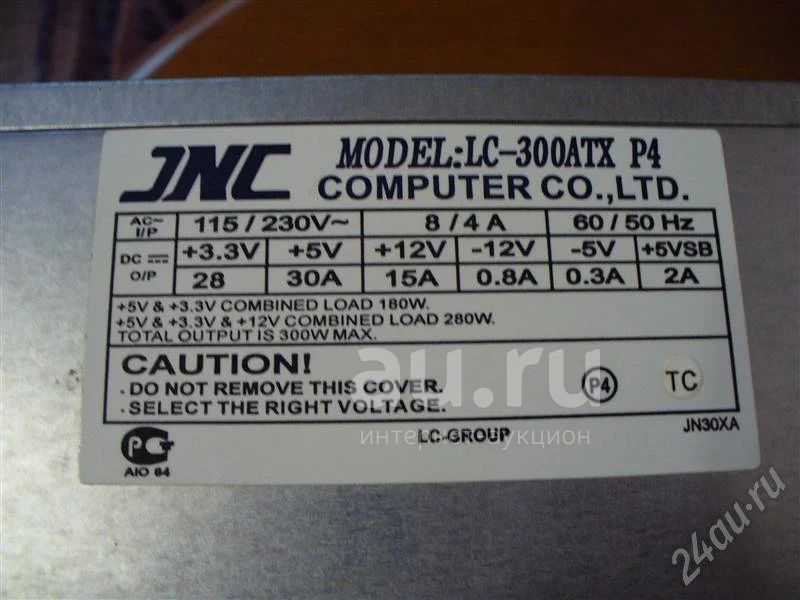 JNC
MODEL:LC-300ATX P4
COMPUTER CO.,LTD.
AC~ I/P 115 / 230V~ 8 / 4 A 60 / 50 Hz
DC O/P +3.3V +5V +12V -12V -5V +5VSB
28 30A 15A 0.8A 0.3A 2A
+5V & +3.3V COMBINED LOAD 180W.
+5V & +3.3V & +12V COMBINED LOAD 280W.
TOTAL OUTPUT IS 300W MAX.
CAUTION!
. DO NOT REMOVE THIS COVER.
. SELECT THE RIGHT VOLTAGE.
P4
TC
au.ru
интернет-аукцион
LC-GROUP
JN30XA
РСТ
АІО 64
24au.ru